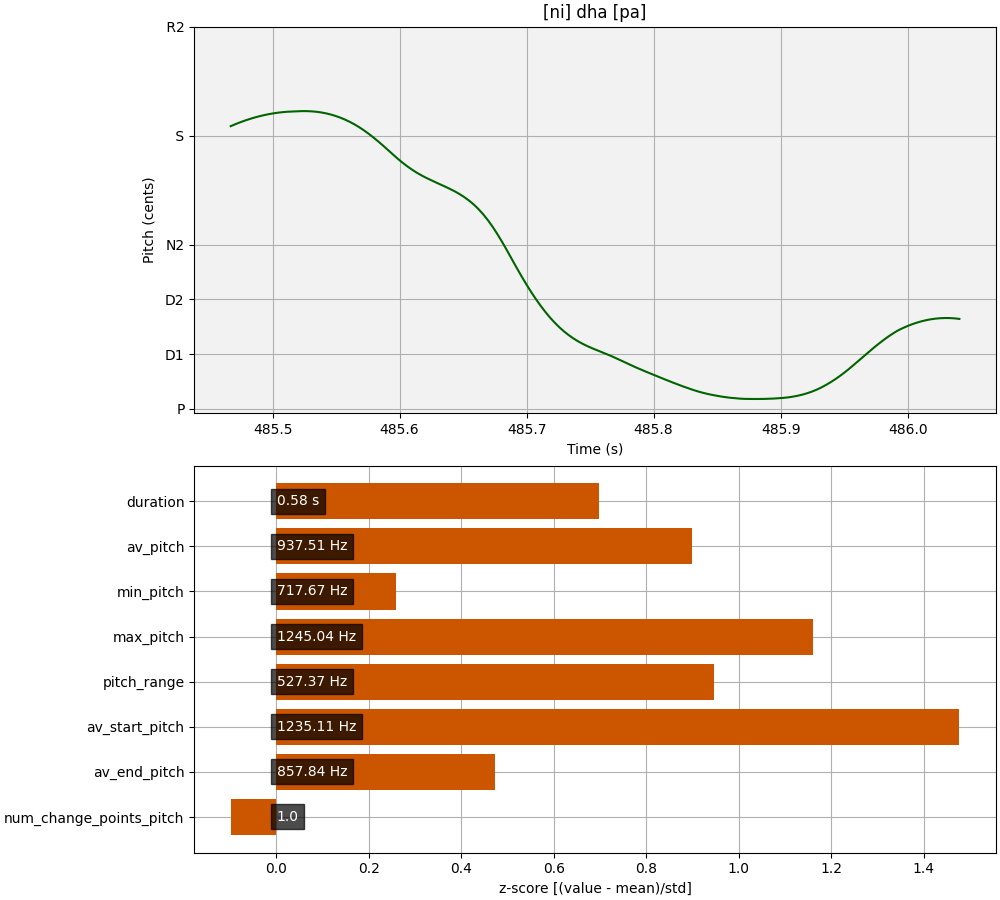 [ni] dha [pa]
R2
S
N2
D2
D1
P
Pitch (cents)
485.5 485.6 485.7 485.8 485.9 486.0
Time (s)
duration 0.58 s
av_pitch 937.51 Hz
min_pitch 717.67 Hz
max_pitch 1245.04 Hz
pitch_range 527.37 Hz
av_start_pitch 1235.11 Hz
av_end_pitch 857.84 Hz
num_change_points_pitch 1.0
0.0 0.2 0.4 0.6 0.8 1.0 1.2 1.4
z-score [(value - mean)/std]